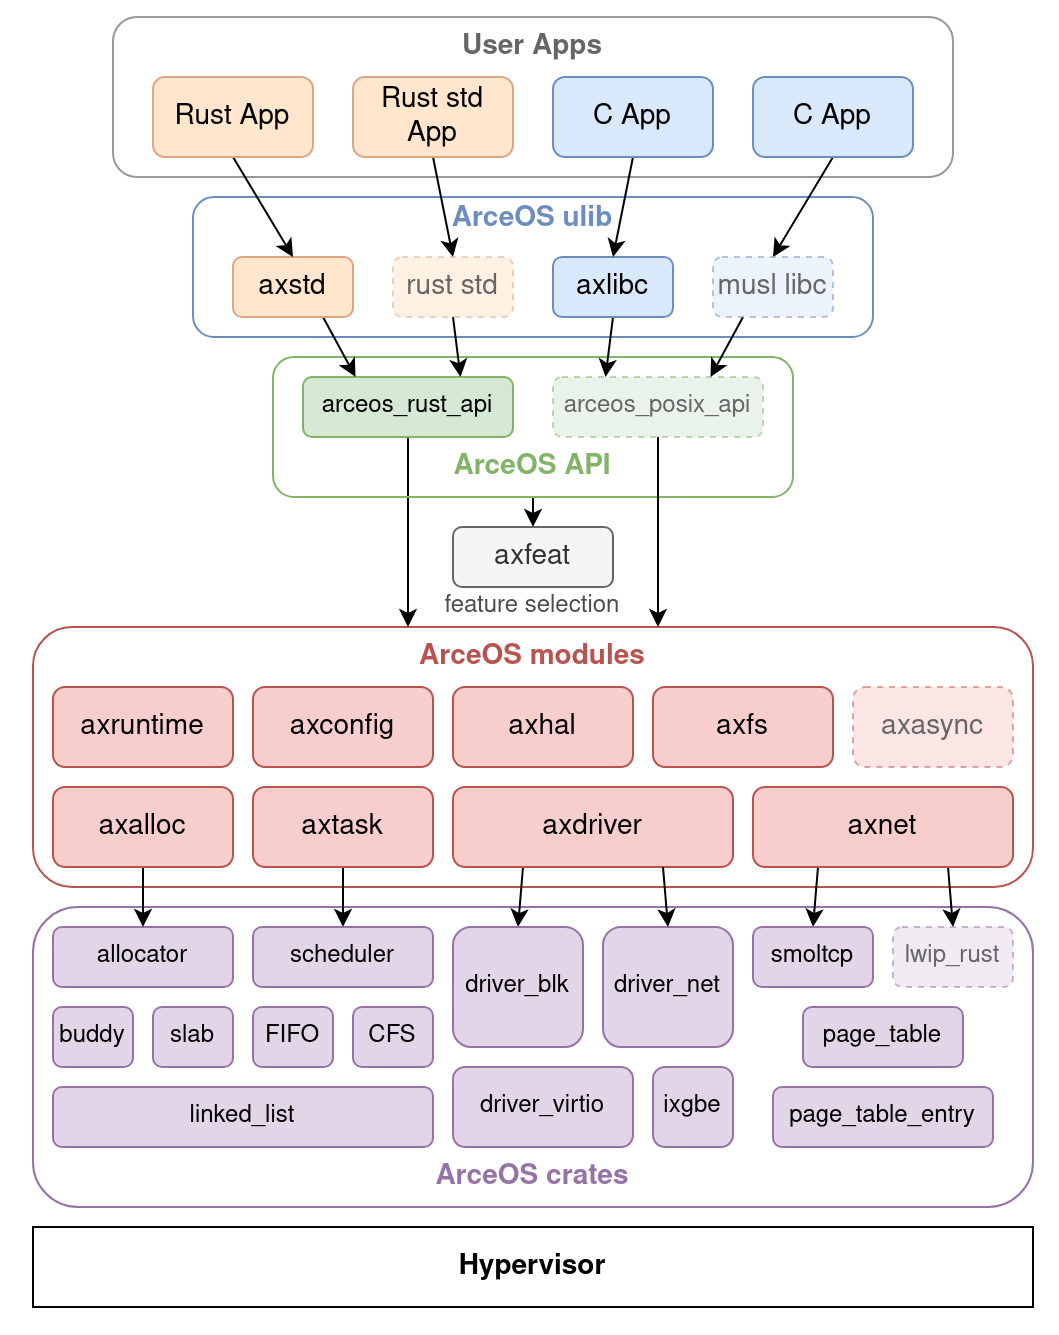 User Apps
Rust App
Rust std
App
C App
C App
ArceOS ulib
axstd
rust std
axlibc
musl libc
arceos_rust_api
arceos_posix_api
ArceOS API
axfeat
feature selection
ArceOS modules
axruntime
axconfig
axhal
axfs
axasync
axalloc
axtask
axdriver
axnet
allocator
scheduler
driver_blk
driver_net
smoltcp
lwip_rust
buddy
slab
FIFO
CFS
page_table
linked_list
driver_virtio
ixgbe
page_table_entry
ArceOS crates
Hypervisor